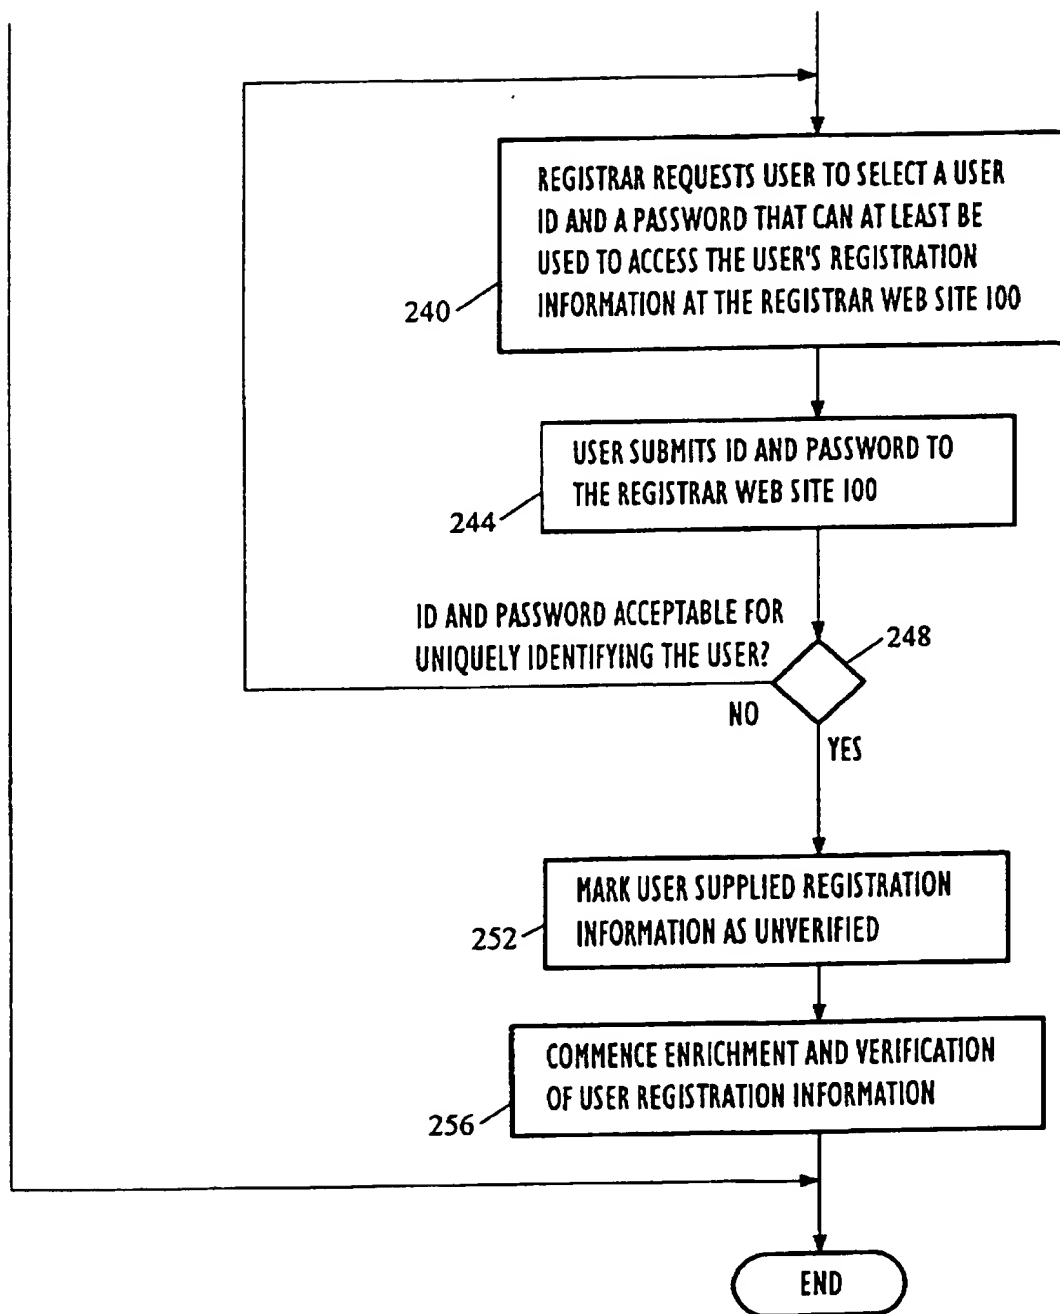 REGISTRAR REQUESTS USER TO SELECT A USER
ID AND A PASSWORD THAT CAN AT LEAST BE
USED TO ACCESS THE USER'S REGISTRATION
INFORMATION AT THE REGISTRAR WEB SITE 100
240
USER SUBMITS ID AND PASSWORD TO
THE REGISTRAR WEB SITE 100
244
ID AND PASSWORD ACCEPTABLE FOR
UNIQUELY IDENTIFYING THE USER?
248
NO
YES
MARK USER SUPPLIED REGISTRATION
INFORMATION AS UNVERIFIED
252
COMMENCE ENRICHMENT AND VERIFICATION
OF USER REGISTRATION INFORMATION
256
END